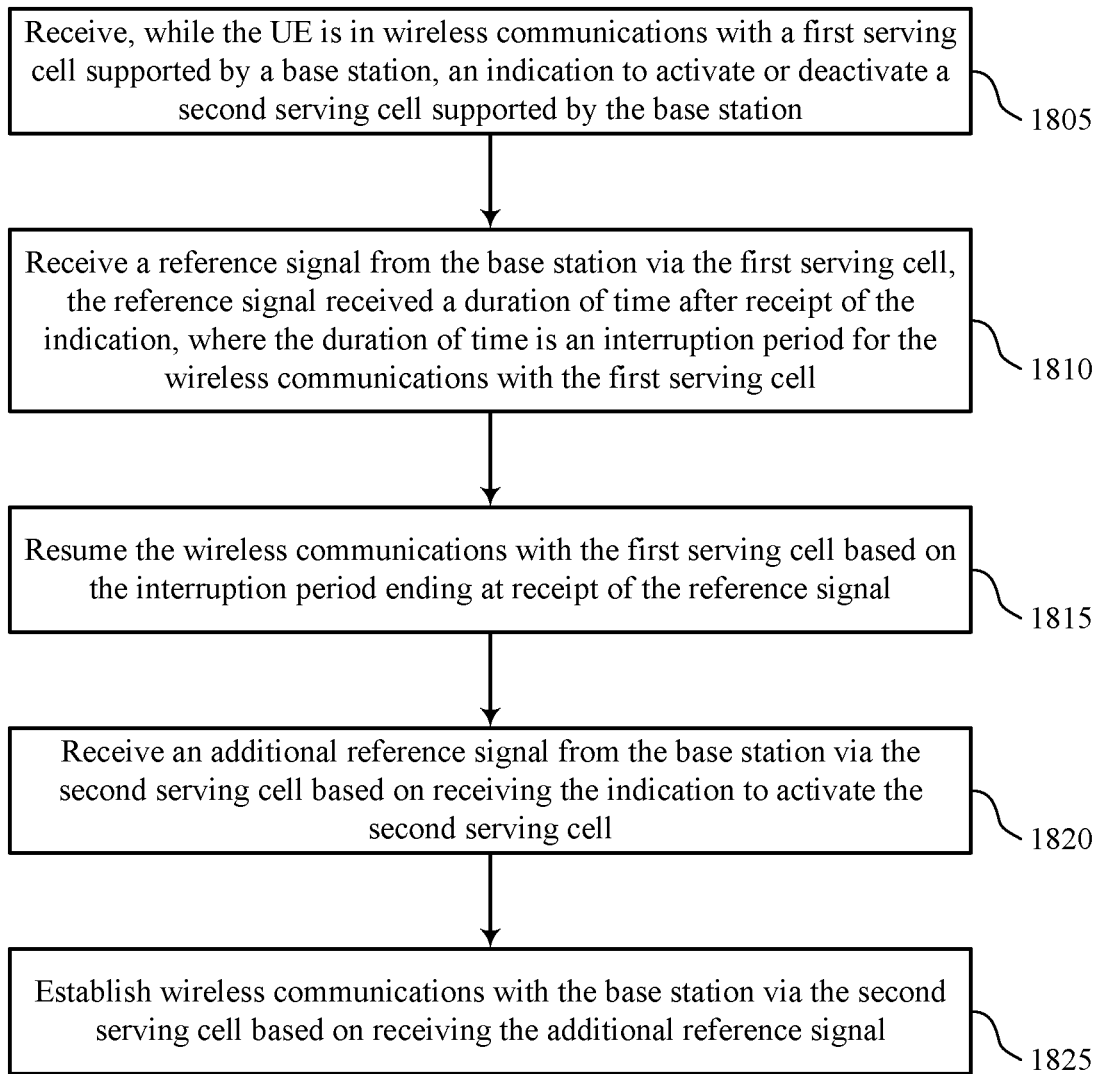 Receive, while the UE is in wireless communications with a first serving
cell supported by a base station, an indication to activate or deactivate a
second serving cell supported by the base station
1805
Receive a reference signal from the base station via the first serving cell,
the reference signal received a duration of time after receipt of the
indication, where the duration of time is an interruption period for the
wireless communications with the first serving cell
1810
Resume the wireless communications with the first serving cell based on
the interruption period ending at receipt of the reference signal
1815
Receive an additional reference signal from the base station via the
second serving cell based on receiving the indication to activate the
second serving cell
1820
Establish wireless communications with the base station via the second
serving cell based on receiving the additional reference signal
1825